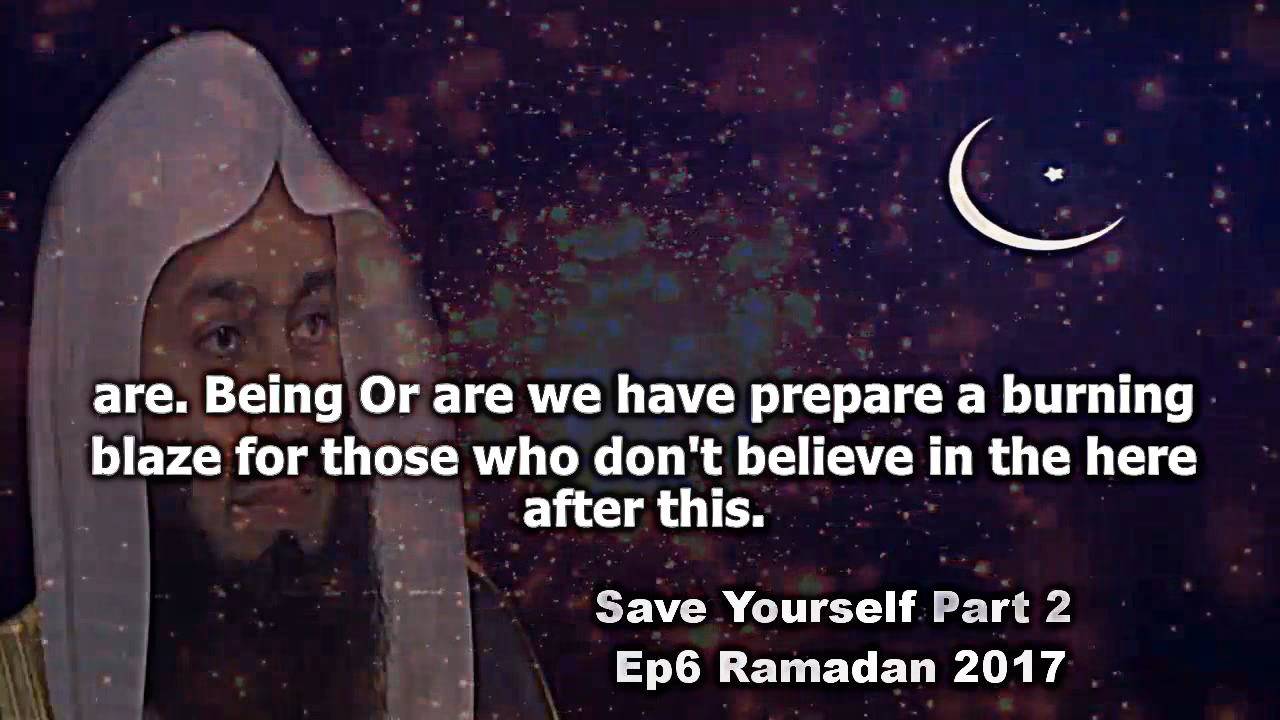 are. Being Or are we have prepare a burning
blaze for those who don't believe in the here
after this.
Save Yourself Part 2
Ep6 Ramadan 2017